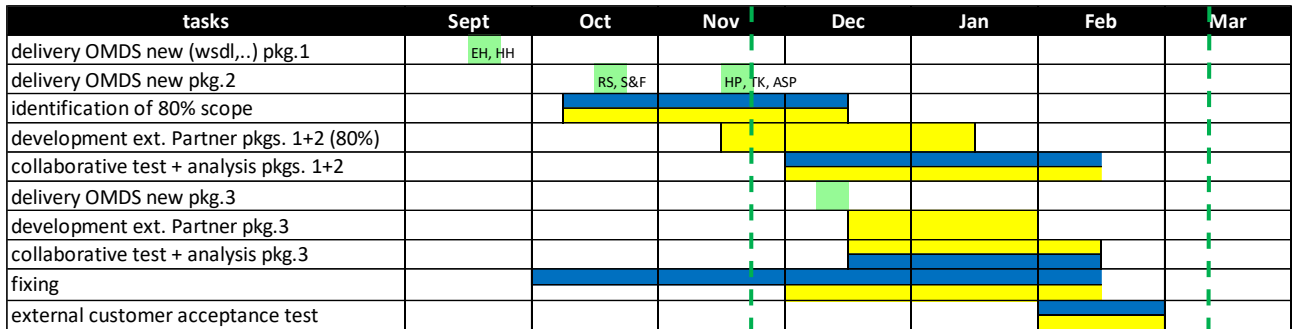 tasks Sept Oct Nov Dec Jan Feb Mar
delivery OMDS new (wsdl,..) pkg.1 EH, HH
delivery OMDS new pkg.2 RS, S&F HP, TK, ASP
identification of 80% scope
development ext. Partner pkgs. 1+2 (80%)
collaborative test + analysis pkgs. 1+2
delivery OMDS new pkg.3
development ext. Partner pkg.3
collaborative test + analysis pkg.3
fixing
external customer acceptance test